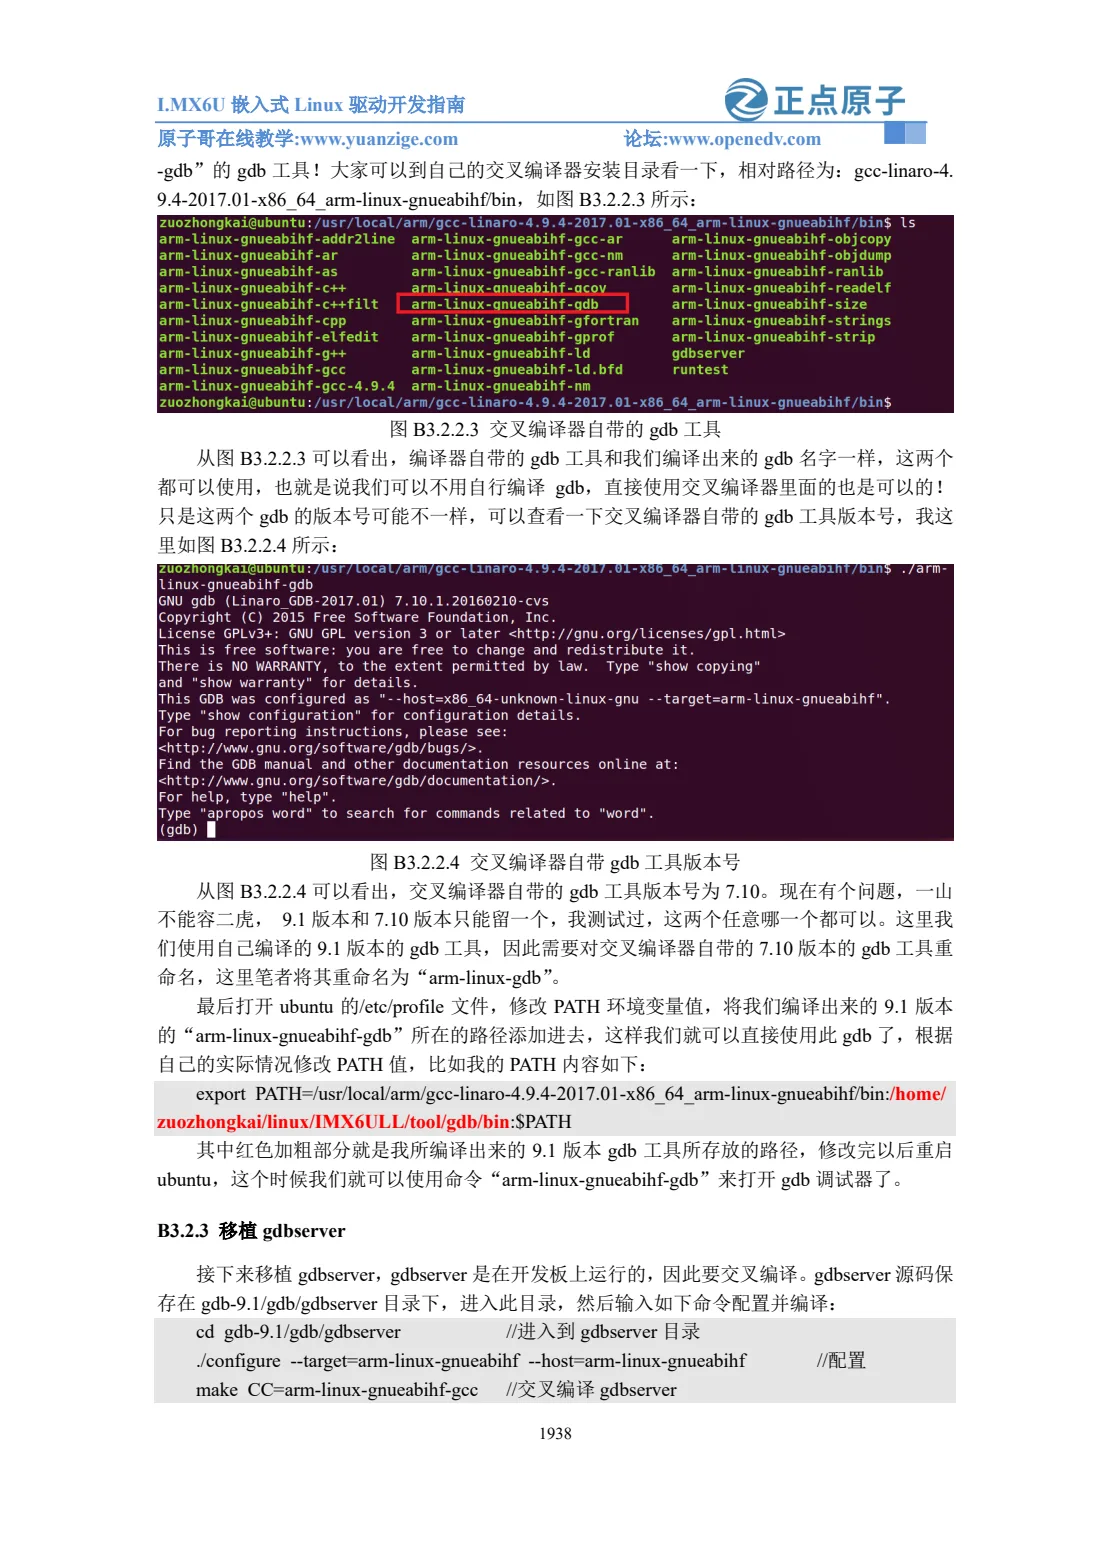 I.MX6U 嵌入式 Linux 驱动开发指南
正点原子
原子哥在线教学:www.yuanzige.com 论坛:www.openedv.com
-gdb”的 gdb 工具！大家可以到自己的交叉编译器安装目录看一下，相对路径为：gcc-linaro-4.
9.4-2017.01-x86_64_arm-linux-gnueabihf/bin，如图 B3.2.2.3 所示：
zuozhongkai@ubuntu:/usr/local/arm/gcc-linaro-4.9.4-2017.01-x86_64_arm-linux-gnueabihf/bin$ ls
arm-linux-gnueabihf-addr2line arm-linux-gnueabihf-gcc-ar arm-linux-gnueabihf-objcopy
arm-linux-gnueabihf-ar arm-linux-gnueabihf-gcc-nm arm-linux-gnueabihf-objdump
arm-linux-gnueabihf-as arm-linux-gnueabihf-gcc-ranlib arm-linux-gnueabihf-ranlib
arm-linux-gnueabihf-c++ arm-linux-gnueabihf-gcov arm-linux-gnueabihf-readelf
arm-linux-gnueabihf-c++filt arm-linux-gnueabihf-gdb arm-linux-gnueabihf-size
arm-linux-gnueabihf-cpp arm-linux-gnueabihf-gfortran arm-linux-gnueabihf-strings
arm-linux-gnueabihf-elfedit arm-linux-gnueabihf-gprof arm-linux-gnueabihf-strip
arm-linux-gnueabihf-g++ arm-linux-gnueabihf-ld gdbserver
arm-linux-gnueabihf-gcc arm-linux-gnueabihf-ld.bfd runtest
arm-linux-gnueabihf-gcc-4.9.4 arm-linux-gnueabihf-nm
zuozhongkai@ubuntu:/usr/local/arm/gcc-linaro-4.9.4-2017.01-x86_64_arm-linux-gnueabihf/bin$
图 B3.2.2.3 交叉编译器自带的 gdb 工具
从图 B3.2.2.3 可以看出，编译器自带的 gdb 工具和我们编译出来的 gdb 名字一样，这两个
都可以使用，也就是说我们可以不用自行编译 gdb，直接使用交叉编译器里面的也是可以的！
只是这两个 gdb 的版本号可能不一样，可以查看一下交叉编译器自带的 gdb 工具版本号，我这
里如图 B3.2.2.4 所示：
zuozhongkai@ubuntu:/usr/local/arm/gcc-linaro-4.9.4-2017.01-x86_64_arm-linux-gnueabihf/bin$ ./arm-
linux-gnueabihf-gdb
GNU gdb (Linaro_GDB-2017.01) 7.10.1.20160210-cvs
Copyright (C) 2015 Free Software Foundation, Inc.
License GPLv3+: GNU GPL version 3 or later <http://gnu.org/licenses/gpl.html>
This is free software: you are free to change and redistribute it.
There is NO WARRANTY, to the extent permitted by law.  Type "show copying"
and "show warranty" for details.
This GDB was configured as "--host=x86_64-unknown-linux-gnu --target=arm-linux-gnueabihf".
Type "show configuration" for configuration details.
For bug reporting instructions, please see:
<http://www.gnu.org/software/gdb/bugs/>.
Find the GDB manual and other documentation resources online at:
<http://www.gnu.org/software/gdb/documentation/>.
For help, type "help".
Type "apropos word" to search for commands related to "word".
(gdb)
图 B3.2.2.4 交叉编译器自带 gdb 工具版本号
从图 B3.2.2.4 可以看出，交叉编译器自带的 gdb 工具版本号为 7.10。现在有个问题，一山
不能容二虎， 9.1 版本和 7.10 版本只能留一个，我测试过，这两个任意哪一个都可以。这里我
们使用自己编译的 9.1 版本的 gdb 工具，因此需要对交叉编译器自带的 7.10 版本的 gdb 工具重
命名，这里笔者将其重命名为“arm-linux-gdb”。
最后打开 ubuntu 的/etc/profile 文件，修改 PATH 环境变量值，将我们编译出来的 9.1 版本
的“arm-linux-gnueabihf-gdb”所在的路径添加进去，这样我们就可以直接使用此 gdb 了，根据
自己的实际情况修改 PATH 值，比如我的 PATH 内容如下：
export PATH=/usr/local/arm/gcc-linaro-4.9.4-2017.01-x86_64_arm-linux-gnueabihf/bin:/home/
zuozhongkai/linux/IMX6ULL/tool/gdb/bin:$PATH
其中红色加粗部分就是我所编译出来的 9.1 版本 gdb 工具所存放的路径，修改完以后重启
ubuntu，这个时候我们就可以使用命令“arm-linux-gnueabihf-gdb”来打开 gdb 调试器了。
B3.2.3 移植 gdbserver
接下来移植 gdbserver，gdbserver 是在开发板上运行的，因此要交叉编译。gdbserver 源码保
存在 gdb-9.1/gdb/gdbserver 目录下，进入此目录，然后输入如下命令配置并编译：
cd gdb-9.1/gdb/gdbserver //进入到 gdbserver 目录
./configure --target=arm-linux-gnueabihf --host=arm-linux-gnueabihf //配置
make CC=arm-linux-gnueabihf-gcc //交叉编译 gdbserver
1938